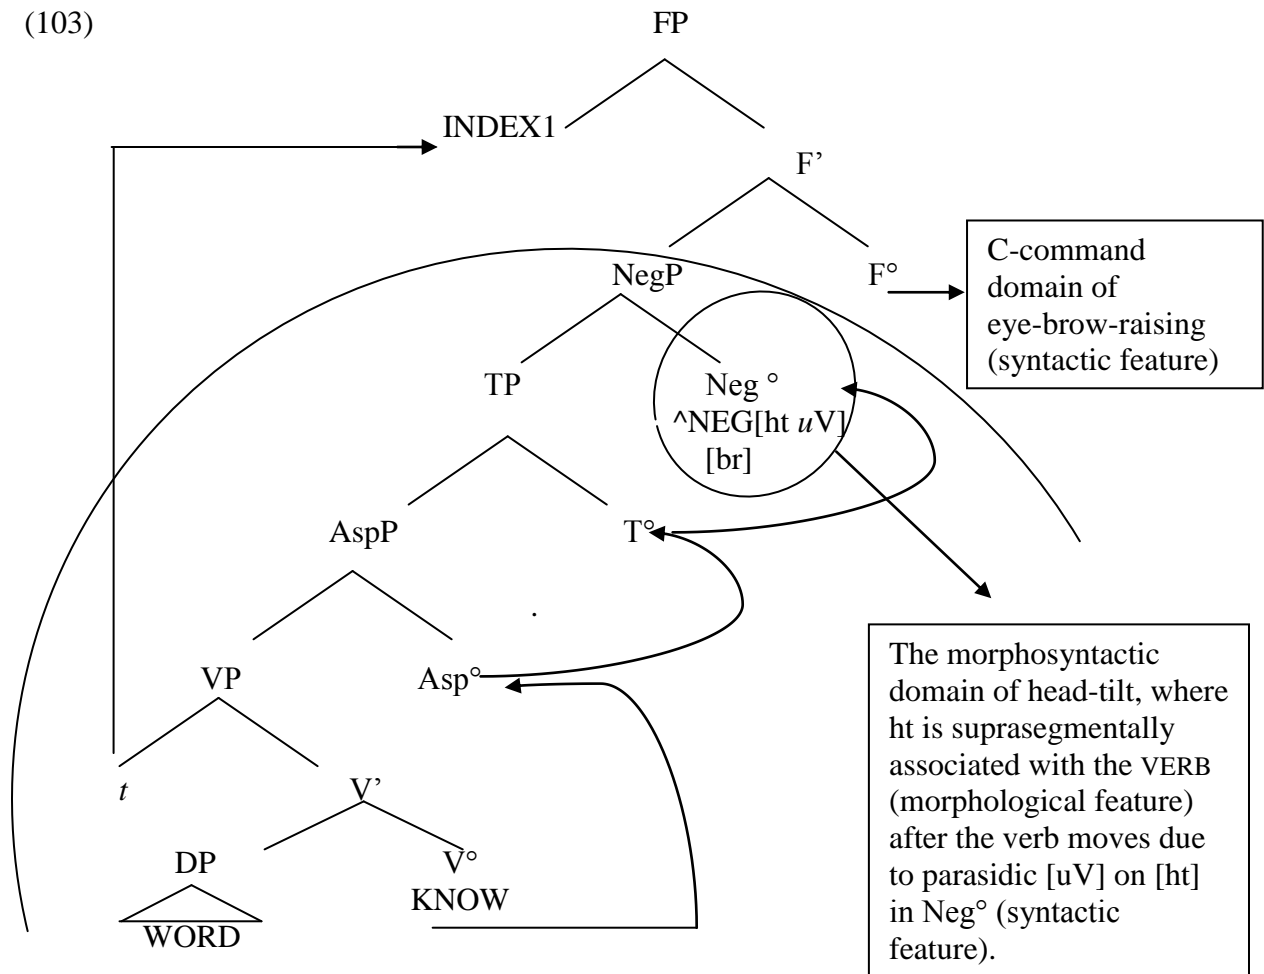 (103)
FP
INDEX1
F’
NegP
F°
C-command
domain of
eye-brow-raising
(syntactic feature)
TP
Neg °
^NEG[ht uV]
[br]
AspP
T°
.
VP
Asp°
The morphosyntactic
domain of head-tilt, where
ht is suprasegmentally
associated with the VERB
(morphological feature)
after the verb moves due
to parasidic [uV] on [ht]
in Neg° (syntactic
feature).
t
V’
DP
V°
KNOW
WORD